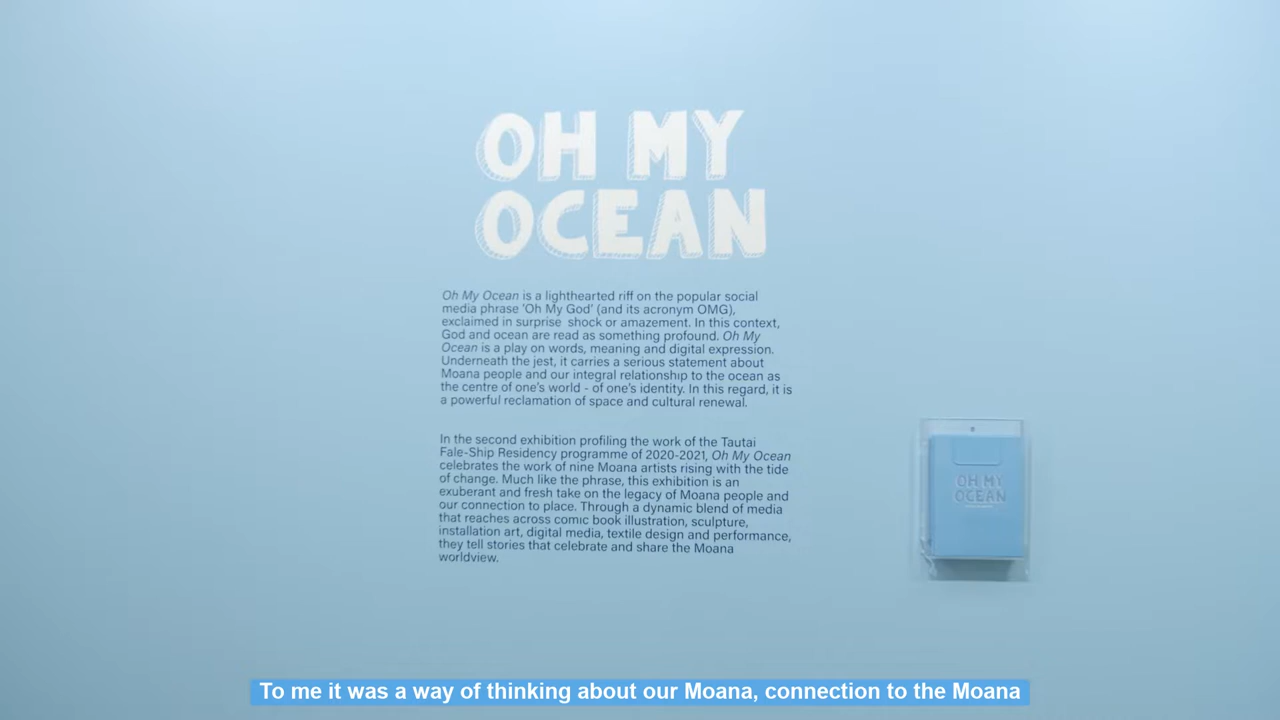 OH MY
OCEAN
Oh My Ocean is a lighthearted riff on the popular social
media phrase 'Oh My God' (and its acronym OMG),
exclaimed in surprise shock or amazement. In this context,
God and ocean are read as something profound. Oh My
Ocean is a play on words, meaning and digital expression.
Underneath the jest, it carries a serious statement about
Moana people and our integral relationship to the ocean as
the centre of one's world - of one's identity. In this regard, it is
a powerful reclamation of space and cultural renewal.
In the second exhibition profiling the work of the Tautai
Fale-Ship Residency programme of 2020-2021, Oh My Ocean
celebrates the work of nine Moana artists rising with the tide
of change. Much like the phrase, this exhibition is an
exuberant and fresh take on the legacy of Moana people and
our connection to place. Through a dynamic blend of media
that reaches across comic book illustration, sculpture,
installation art, digital media, textile design and performance,
they tell stories that celebrate and share the Moana
worldview.
OH MY
OCEAN
To me it was a way of thinking about our Moana, connection to the Moana